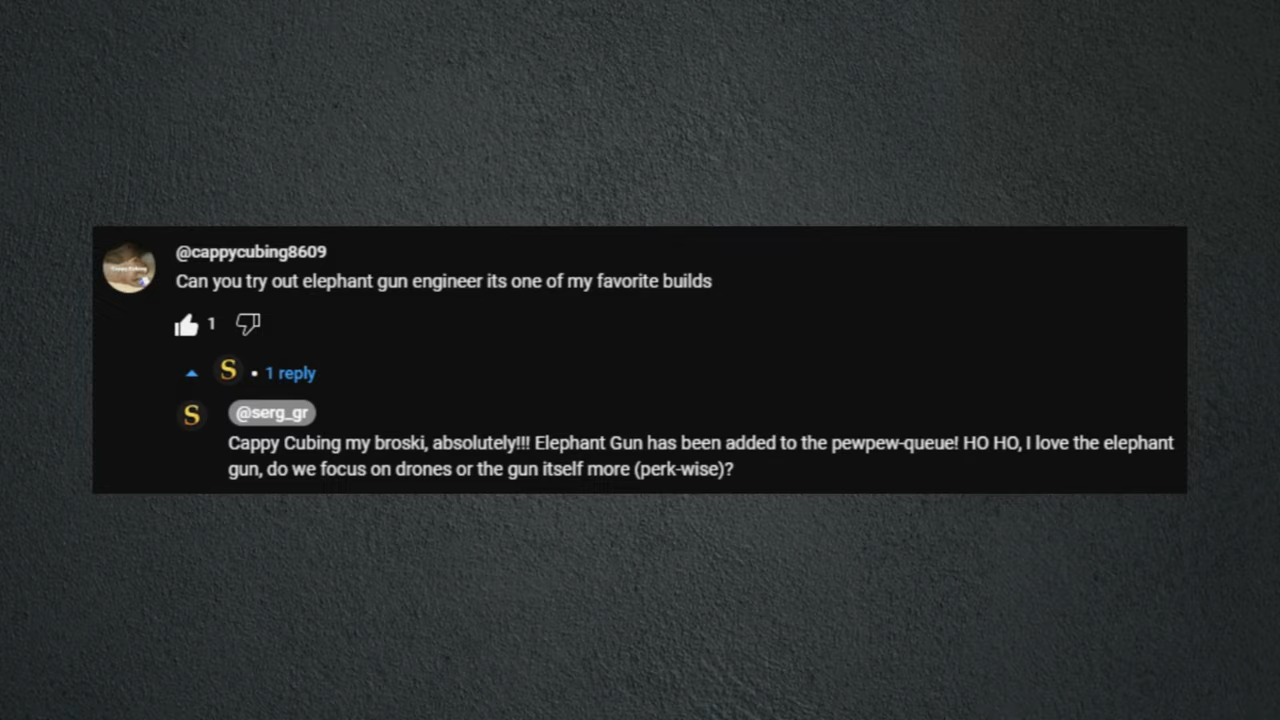 @cappycubing8609
Can you try out elephant gun engineer its one of my favorite builds
1
S • 1 reply
S @serg_gr
Cappy Cubing my broski, absolutely!!! Elephant Gun has been added to the pewpew-queue! HO HO, I love the elephant
gun, do we focus on drones or the gun itself more (perk-wise)?